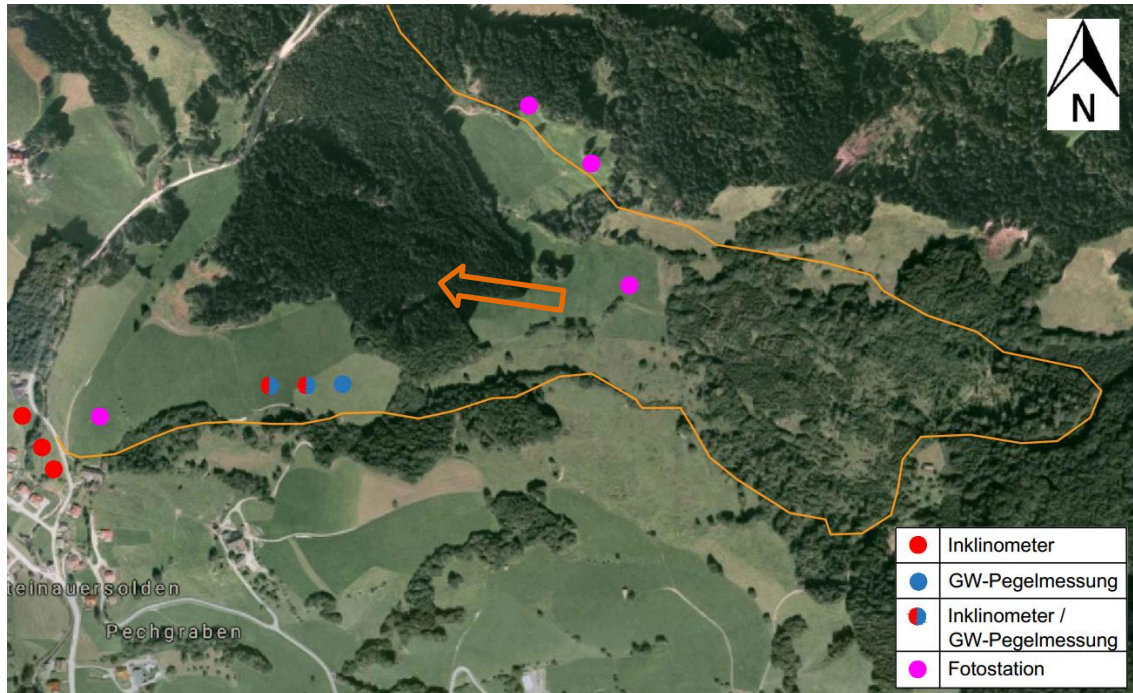 N
teinauersolden
Pechgraben
Inklinometer
GW-Pegelmessung
Inklinometer /
GW-Pegelmessung
Fotostation